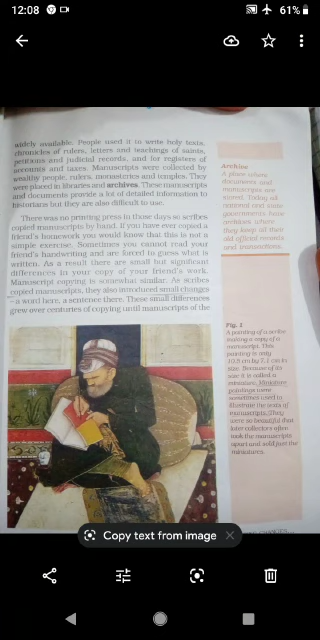 12:08
61%
widely available. People used it to write holy texts,
chronicles of rulers, letters and teachings of saints,
petitions and judicial records, and for registers of
accounts and taxes. Manuscripts were collected by
wealthy people, rulers, monasteries and temples. They
were placed in libraries and archives. These manuscripts
and documents provide a lot of detailed information to
historians but they are also difficult to use.
There was no printing press in those days so scribes
copied manuscripts by hand. If you have ever copied a
friend's homework you would know that this is not a
simple exercise. Sometimes you cannot read your
friend's handwriting and are forced to guess what is
written. As a result there are small but significant
differences in your copy of your friend's work.
Manuscript copying is somewhat similar. As scribes
copied manuscripts, they also introduced small changes
– a word here, a sentence there. These small differences
grew over centuries of copying until manuscripts of the
Archive
A place where
documents and
manuscripts are
stored. Today all
national and state
governments have
archives where
they keep all their
old official records
and transactions.
Fig. 2
A painting of a scribe
making a copy of a
manuscript. This
painting is only
10.5 cm by 7.1 cm in
size. Because of its
size it is called a
miniature. Miniature
paintings were
sometimes used to
illustrate the texts of
manuscripts. They
were so beautiful that
later collectors often
took the manuscripts
apart and sold just the
miniatures.
Copy text from image